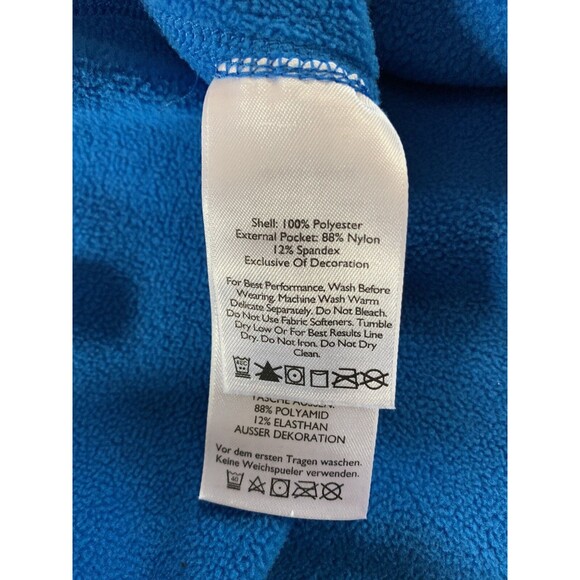 Shell: 100% Polyester
External Pocket: 88% Nylon
12% Spandex
Exclusive Of Decoration
For Best Performance, Wash Before
Wearing. Machine Wash Warm
Delicate Separately. Do Not Bleach.
Do Not Use Fabric Softeners. Tumble
Dry Low Or For Best Results Line
Dry. Do Not Iron. Do Not Dry
Clean.
TASCHE AUSSEN:
88% POLYAMID
12% ELASTHAN
AUSSER DEKORATION
Vor dem ersten Tragen waschen.
Keine Weichspueler verwenden.
40